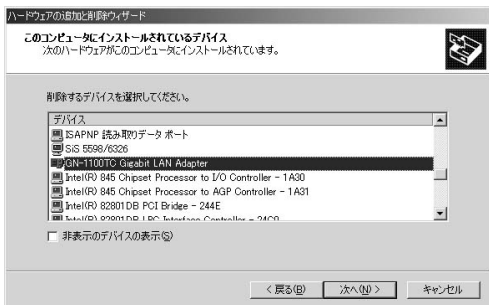 ハードウェアの追加と削除ウィザード
このコンピュータにインストールされているデバイス
次のハードウェアがこのコンピュータにインストールされています。
削除するデバイスを選択してください。
デバイス
ISAPNP 読み取りデータ ポート
SiS 5598/6326
GN-1100TC Gigabit LAN Adapter
Intel(R) 845 Chipset Processor to I/O Controller - 1A30
Intel(R) 845 Chipset Processor to AGP Controller - 1A31
Intel(R) 82801DB PCI Bridge - 244E
Intel(R) 82801DB LPC Interface Controller - 24C0
非表示のデバイスの表示(S)
< 戻る(B) 次へ(N) > キャンセル